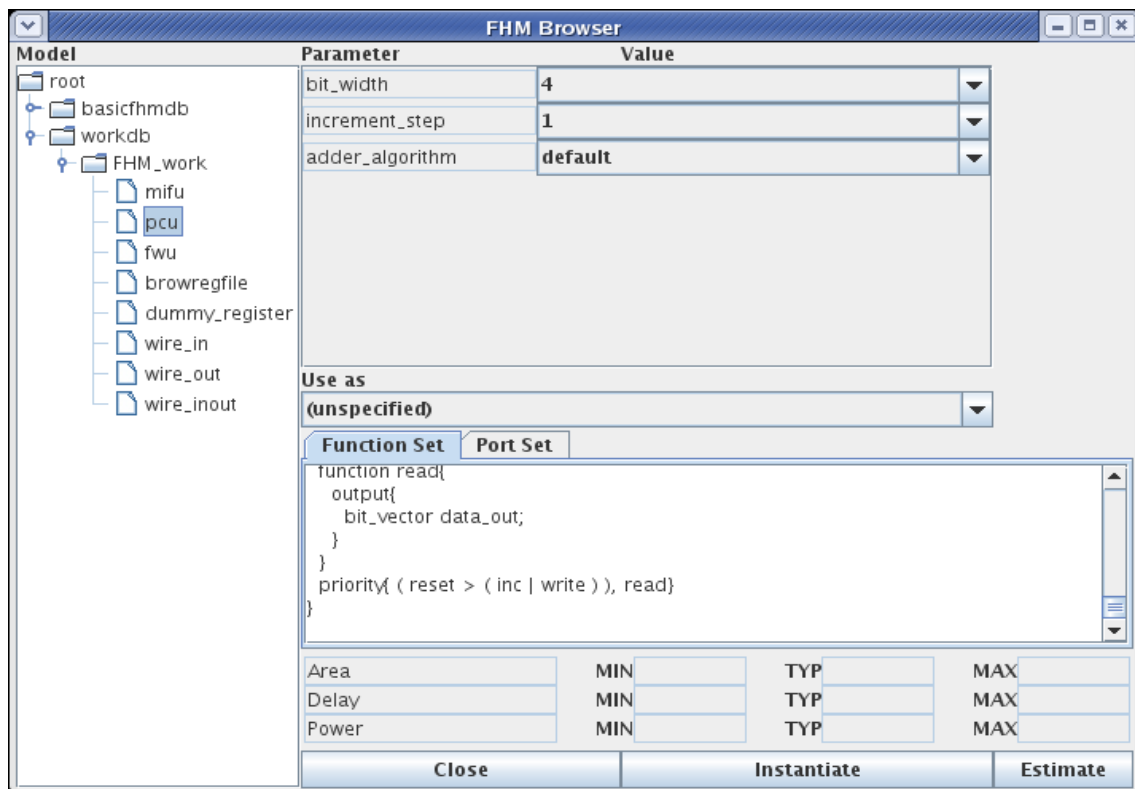 FHM Browser
Model Parameter Value
root
basicfhmdb
workdb
FHM_work
mifu
pcu
fwu
browregfile
dummy_register
wire_in
wire_out
wire_inout
bit_width 4
increment_step 1
adder_algorithm default
Use as
(unspecified)
Function Set Port Set
function read{
output{
bit_vector data_out;
}
}
priority{ ( reset > ( inc | write ) ), read}
}
Area MIN TYP MAX
Delay MIN TYP MAX
Power MIN TYP MAX
Close Instantiate Estimate